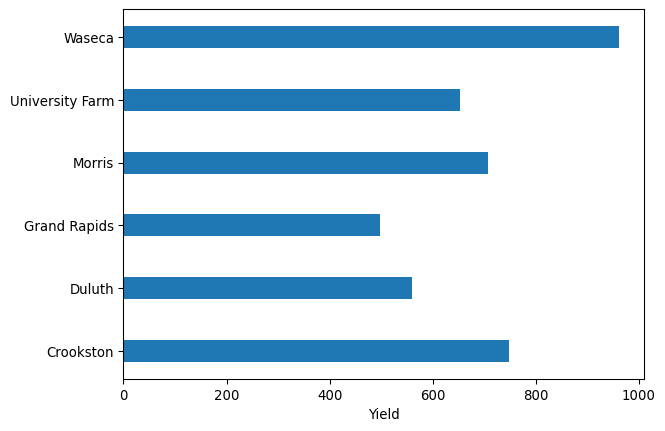 Waseca
University Farm
Morris
Grand Rapids
Duluth
Crookston
0 200 400 600 800 1000
Yield